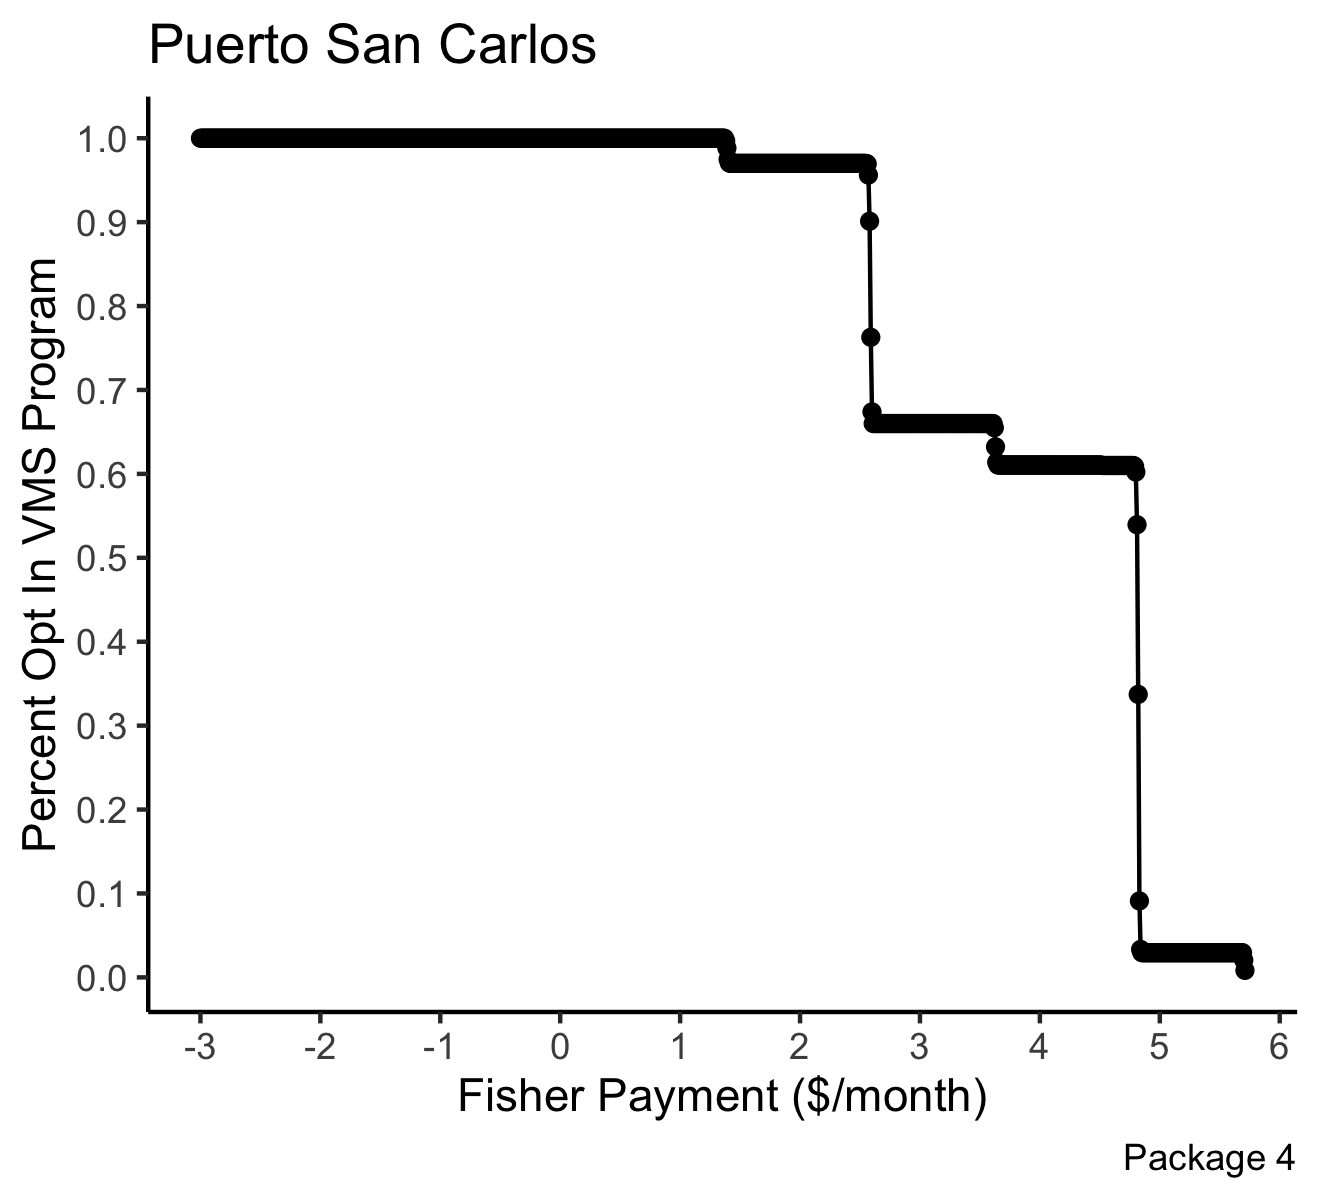 Puerto San Carlos
Percent Opt In VMS Program
1.0
0.9
0.8
0.7
0.6
0.5
0.4
0.3
0.2
0.1
0.0
-3 -2 -1 0 1 2 3 4 5 6
Fisher Payment ($/month)
Package 4